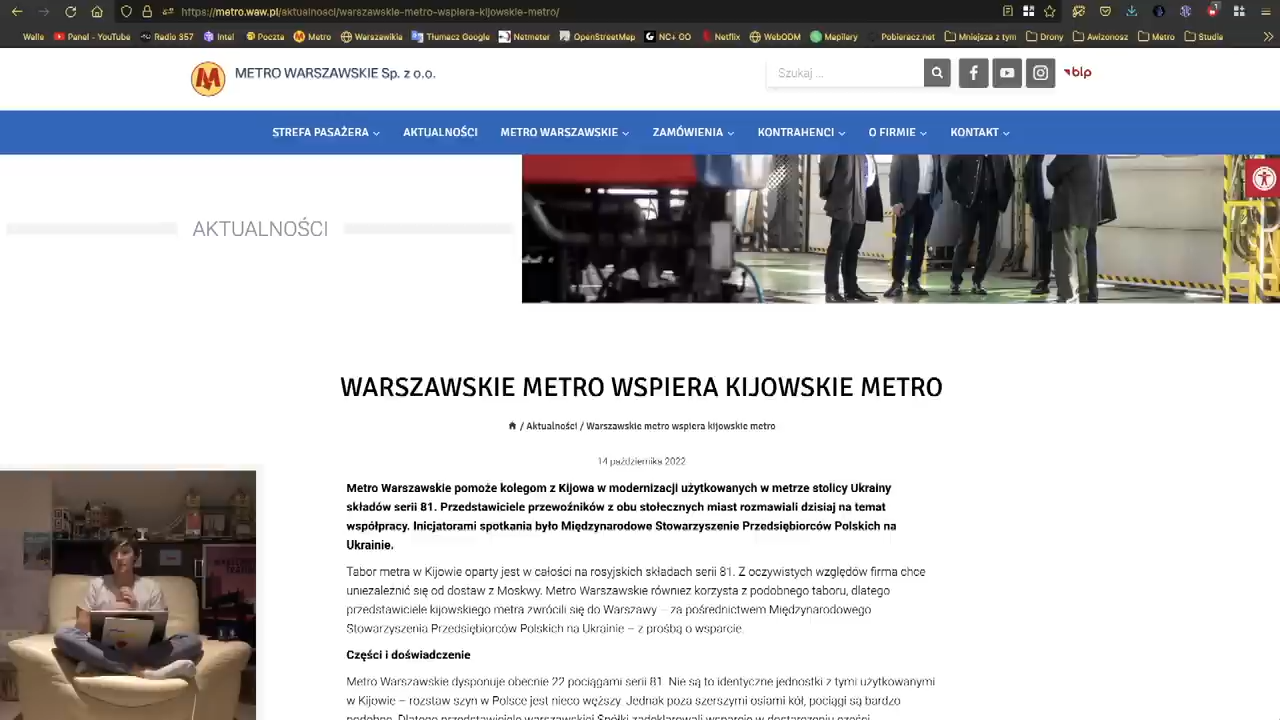 https://metro.waw.pl/aktualnosci/warszawskie-metro-wspiera-kijowskie-metro/
Walle Panel - YouTube Radio 357 Intel Poczta Metro Warszawikia Tłumacz Google Netmeter OpenStreetMap NC+ GO Netflix WebODM Mapillary Pobieracz.net Mniejsza z tym Drony Awizonosz Metro Studia
METRO WARSZAWSKIE Sp. z o.o.
Szukaj ...
blp
STREFA PASAŻERA AKTUALNOŚCI METRO WARSZAWSKIE ZAMÓWIENIA KONTRAHENCI O FIRMIE KONTAKT
AKTUALNOŚCI
WARSZAWSKIE METRO WSPIERA KIJOWSKIE METRO
/ Aktualności / Warszawskie metro wspiera kijowskie metro
14 października 2022
Metro Warszawskie pomoże kolegom z Kijowa w modernizacji użytkowanych w metrze stolicy Ukrainy
składów serii 81. Przedstawiciele przewoźników z obu stołecznych miast rozmawiali dzisiaj na temat
współpracy. Inicjatorami spotkania było Międzynarodowe Stowarzyszenie Przedsiębiorców Polskich na
Ukrainie.
Tabor metra w Kijowie oparty jest w całości na rosyjskich składach serii 81. Z oczywistych względów firma chce
uniezależnić się od dostaw z Moskwy. Metro Warszawskie również korzysta z podobnego taboru, dlatego
przedstawiciele kijowskiego metra zwrócili się do Warszawy – za pośrednictwem Międzynarodowego
Stowarzyszenia Przedsiębiorców Polskich na Ukrainie – z prośbą o wsparcie.
Części i doświadczenie
Metro Warszawskie dysponuje obecnie 22 pociągami serii 81. Nie są to identyczne jednostki z tymi użytkowanymi
w Kijowie – rozstaw szyn w Polsce jest nieco węższy. Jednak poza szerszymi osiami kół, pociągi są bardzo
podobne. Dlatego przedstawiciele warszawskiej Spółki zadeklarowali wsparcie w dostarczeniu części